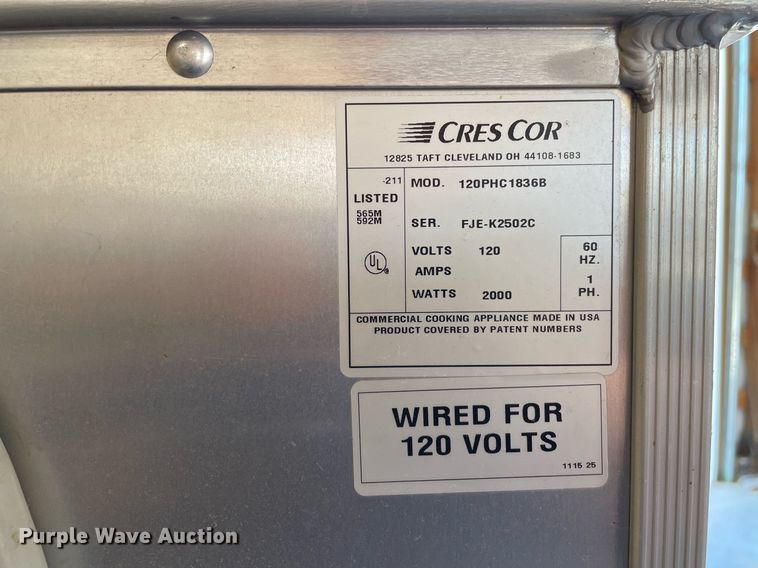 CRES COR
12825 TAFT CLEVELAND OH 44108-1683
-211
LISTED
565M
592M
UL
MOD. 120PHC1836B
SER. FJE-K2502C
VOLTS 120
AMPS
WATTS 2000
60
HZ.
1
PH.
COMMERCIAL COOKING APPLIANCE MADE IN USA
PRODUCT COVERED BY PATENT NUMBERS
WIRED FOR
120 VOLTS
1115 25
Purple Wave Auction